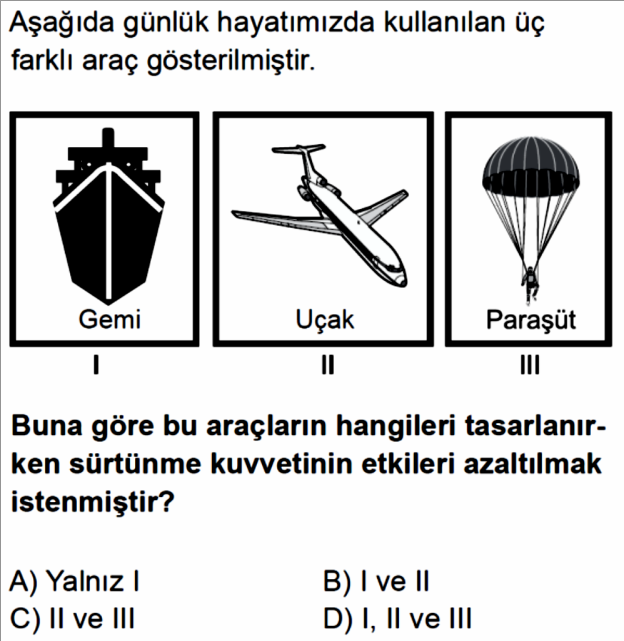 Aşağıda günlük hayatımızda kullanılan üç
farklı araç gösterilmiştir.
Gemi
Uçak
Paraşüt
I
II
III
Buna göre bu araçların hangileri tasarlanır-
ken sürtünme kuvvetinin etkileri azaltılmak
istenmiştir?
A) Yalnız I
B) I ve II
C) II ve III
D) I, II ve III